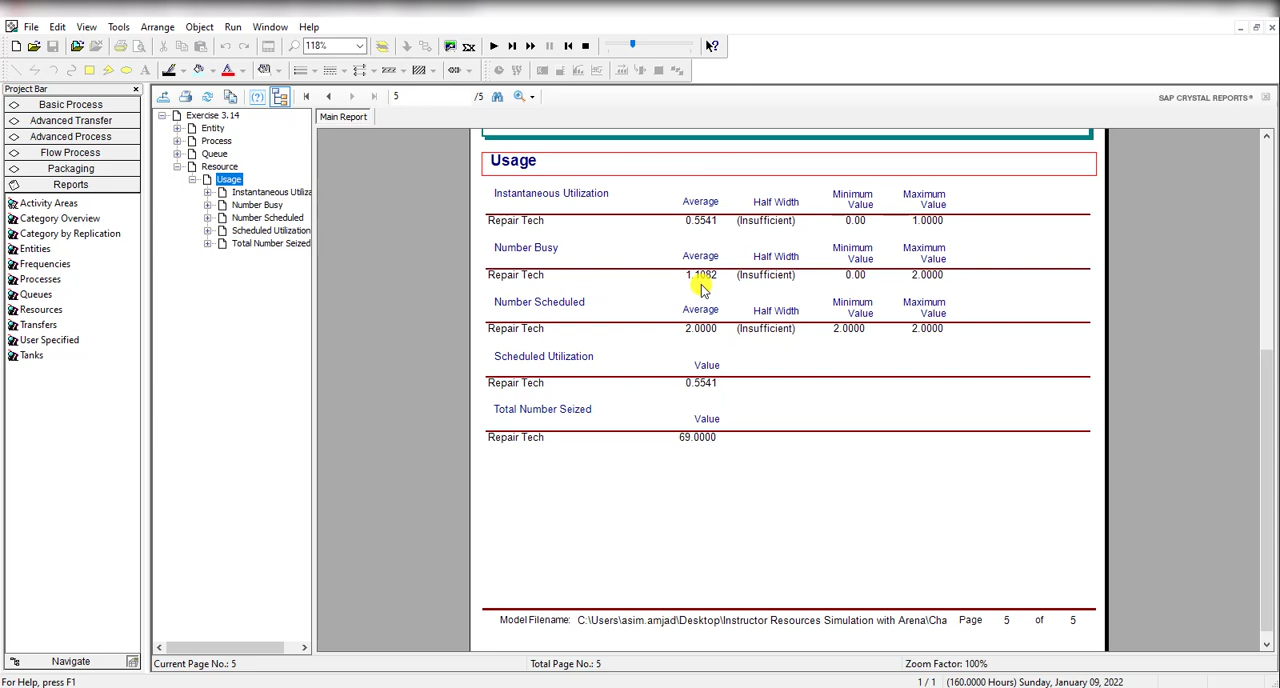 File Edit View Tools Arrange Object Run Window Help
118%
Project Bar
Basic Process
Advanced Transfer
Advanced Process
Flow Process
Packaging
Reports
Activity Areas
Category Overview
Category by Replication
Entities
Frequencies
Processes
Queues
Resources
Transfers
User Specified
Tanks
Navigate
5 /5
SAP CRYSTAL REPORTS®
Exercise 3.14
Entity
Process
Queue
Resource
Usage
Instantaneous Utiliza
Number Busy
Number Scheduled
Scheduled Utilization
Total Number Seized
Main Report
Usage
Instantaneous Utilization Average Half Width Minimum Value Maximum Value
Repair Tech 0.5541 (Insufficient) 0.00 1.0000
Number Busy Average Half Width Minimum Value Maximum Value
Repair Tech 1.1082 (Insufficient) 0.00 2.0000
Number Scheduled Average Half Width Minimum Value Maximum Value
Repair Tech 2.0000 (Insufficient) 2.0000 2.0000
Scheduled Utilization Value
Repair Tech 0.5541
Total Number Seized Value
Repair Tech 69.0000
Model Filename: C:\Users\asim.amjad\Desktop\Instructor Resources Simulation with Arena\Cha Page 5 of 5
Current Page No.: 5 Total Page No.: 5 Zoom Factor: 100%
For Help, press F1 1 / 1 (160.0000 Hours) Sunday, January 09, 2022